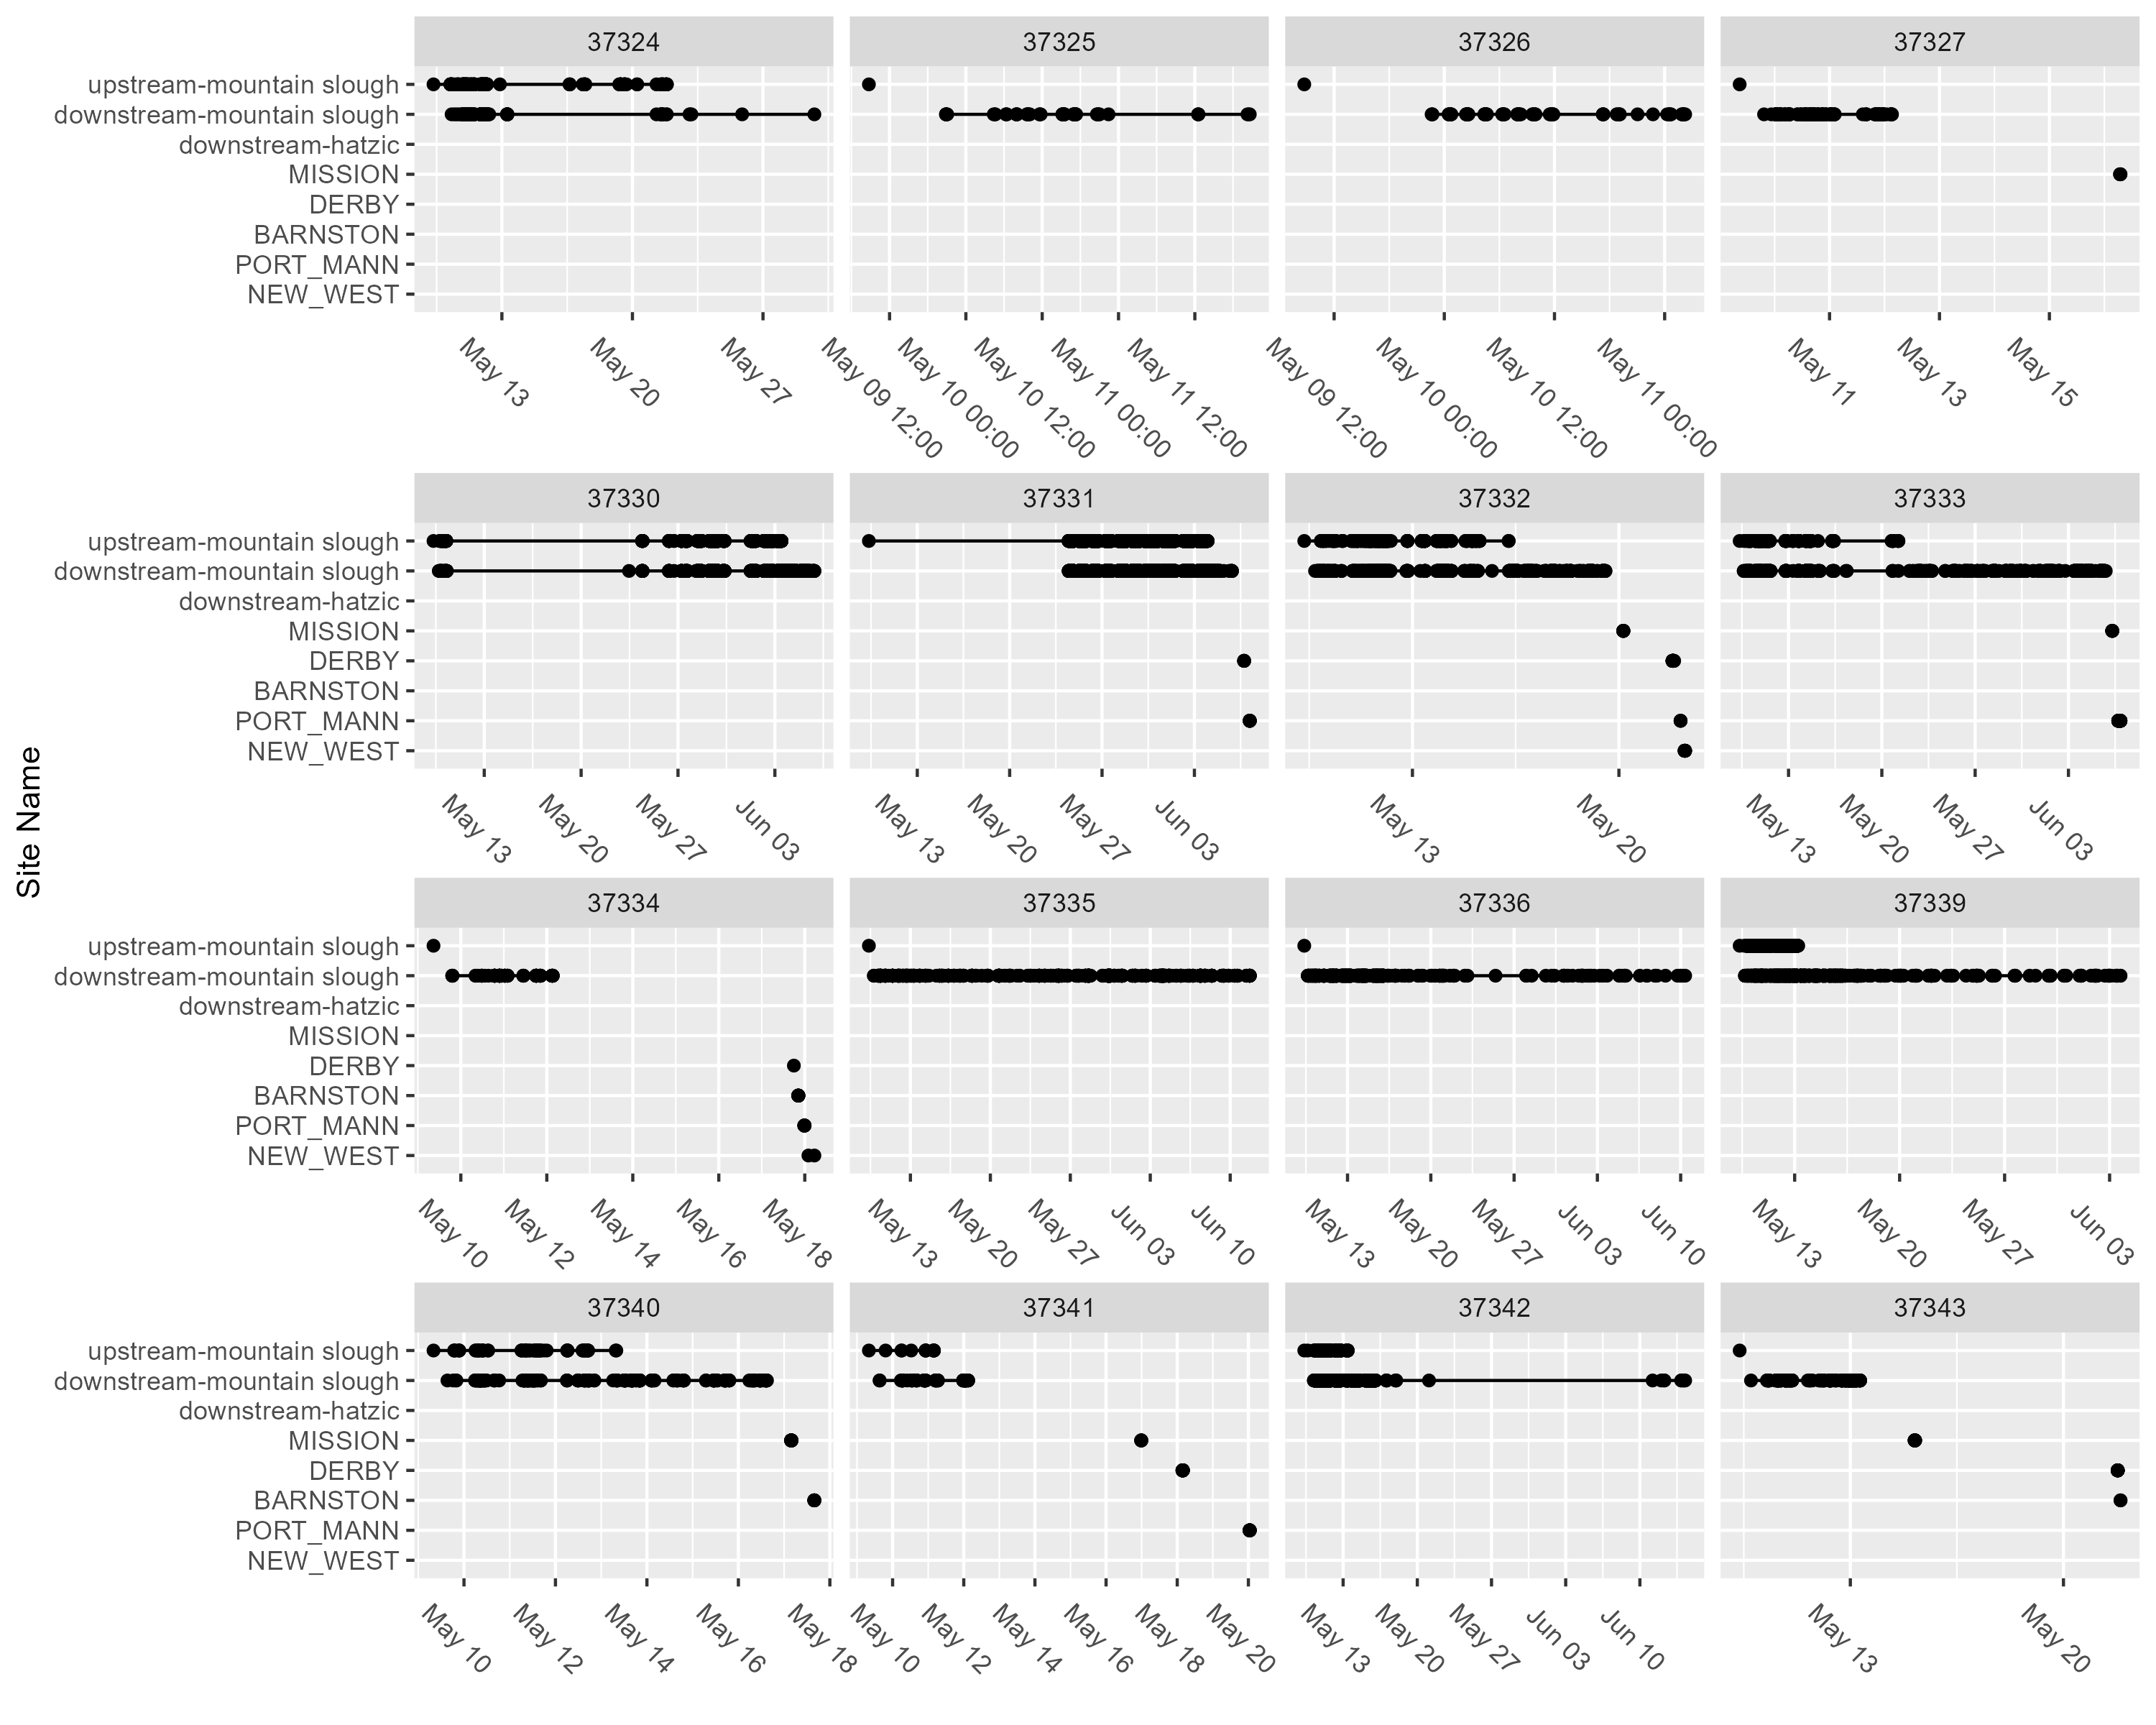 37324 37325 37326 37327
upstream-mountain slough
downstream-mountain slough
downstream-hatzic
MISSION
DERBY
BARNSTON
PORT_MANN
NEW_WEST
May 13 May 20 May 27 May 09 12:00 May 10 00:00 May 10 12:00 May 11 00:00 May 11 12:00 May 09 12:00 May 10 00:00 May 10 12:00 May 11 00:00 May 11 May 13 May 15
37330 37331 37332 37333
upstream-mountain slough
downstream-mountain slough
downstream-hatzic
MISSION
DERBY
BARNSTON
PORT_MANN
NEW_WEST
Site Name
May 13 May 20 May 27 Jun 03 May 13 May 20 May 27 Jun 03 May 13 May 20 May 13 May 20 May 27 Jun 03
37334 37335 37336 37339
upstream-mountain slough
downstream-mountain slough
downstream-hatzic
MISSION
DERBY
BARNSTON
PORT_MANN
NEW_WEST
May 10 May 12 May 14 May 16 May 18 May 13 May 20 May 27 Jun 03 Jun 10 May 13 May 20 May 27 Jun 03 Jun 10 May 13 May 20 May 27 Jun 03
37340 37341 37342 37343
upstream-mountain slough
downstream-mountain slough
downstream-hatzic
MISSION
DERBY
BARNSTON
PORT_MANN
NEW_WEST
May 10 May 12 May 14 May 16 May 18 May 10 May 12 May 14 May 16 May 18 May 20 May 13 May 20 May 27 Jun 03 Jun 10 May 13 May 20